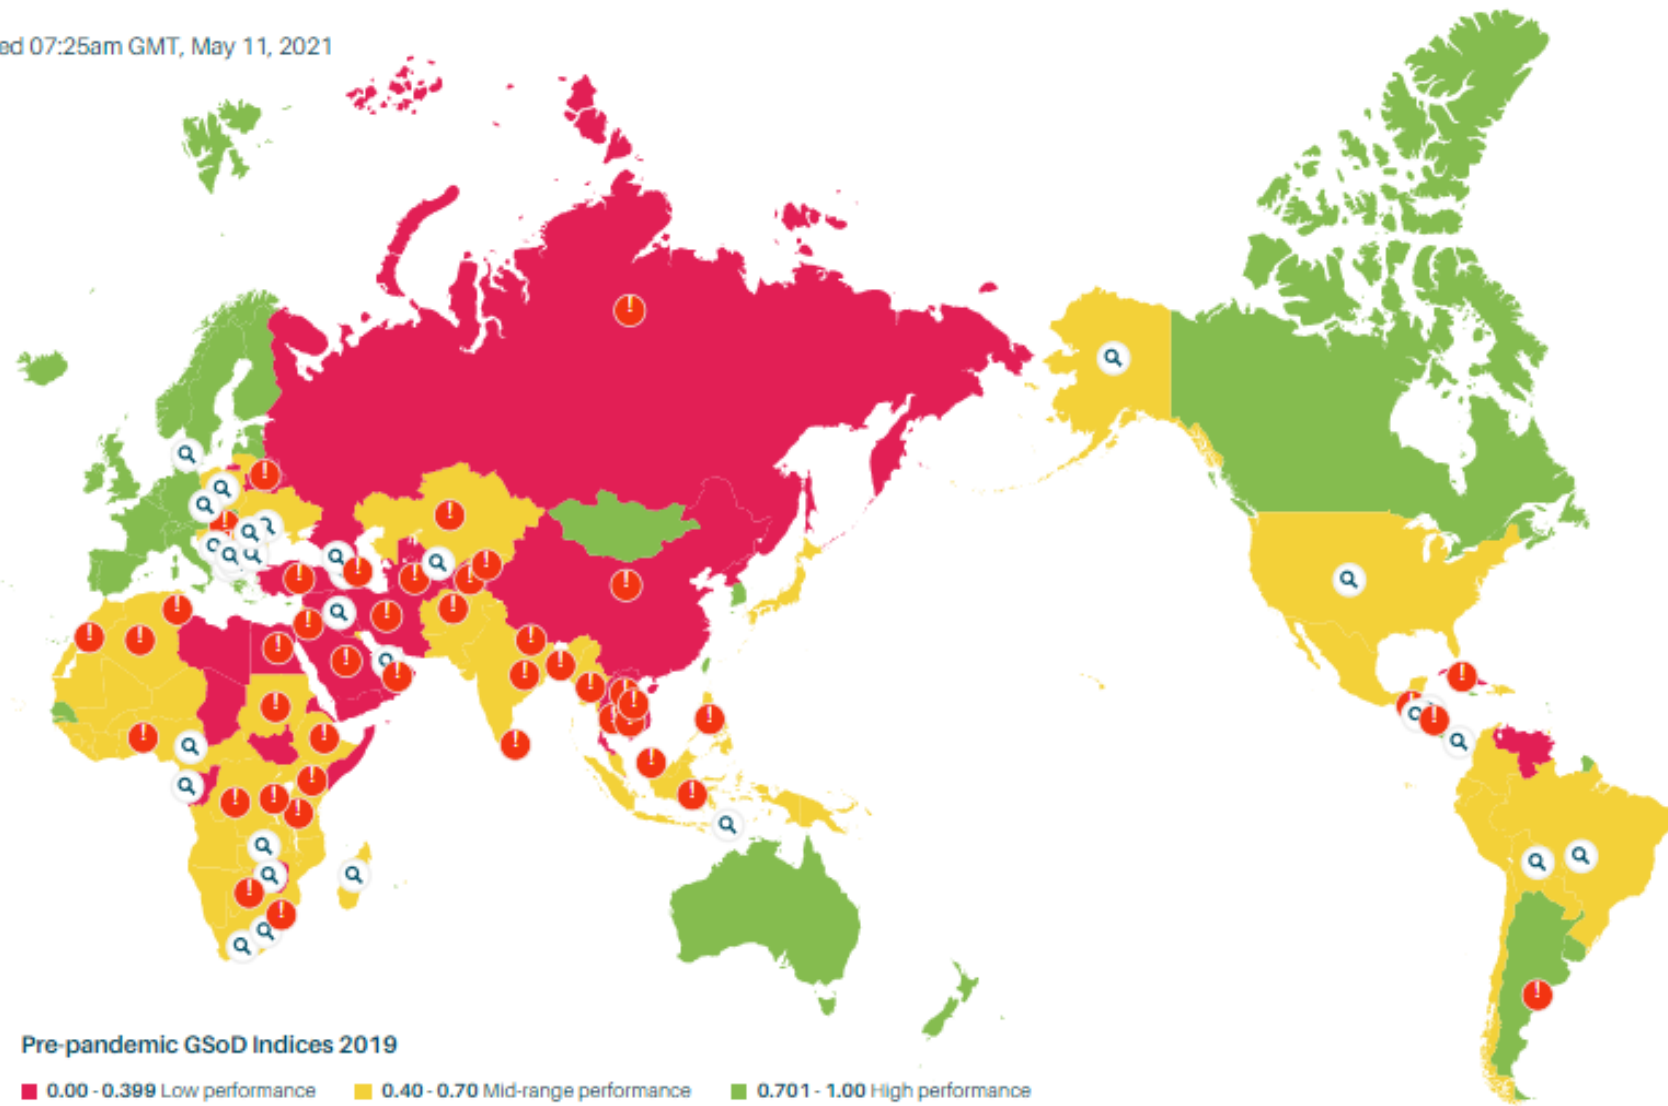 ed 07:25am GMT, May 11, 2021
Pre-pandemic GSoD Indices 2019
0.00 - 0.399 Low performance 0.40 - 0.70 Mid-range performance 0.701 - 1.00 High performance